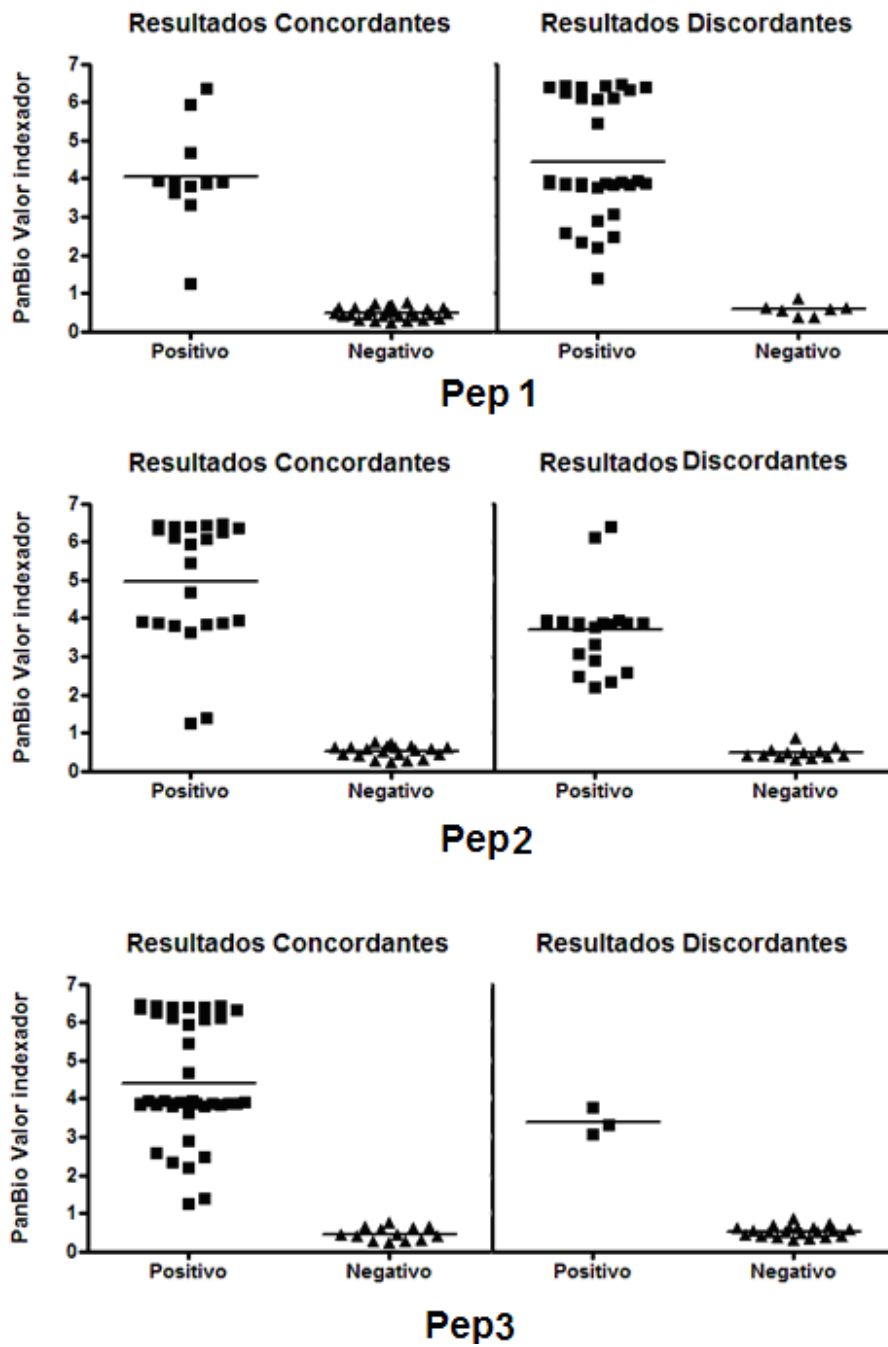 Resultados Concordantes Resultados Discordantes
PanBio Valor indexador
7
6
5
4
3
2
1
0
Positivo Negativo Positivo Negativo
Pep 1
Resultados Concordantes Resultados Discordantes
PanBio Valor indexador
7
6
5
4
3
2
1
0
Positivo Negativo Positivo Negativo
Pep2
Resultados Concordantes Resultados Discordantes
PanBio Valor indexador
7
6
5
4
3
2
1
0
Positivo Negativo Positivo Negativo
Pep3